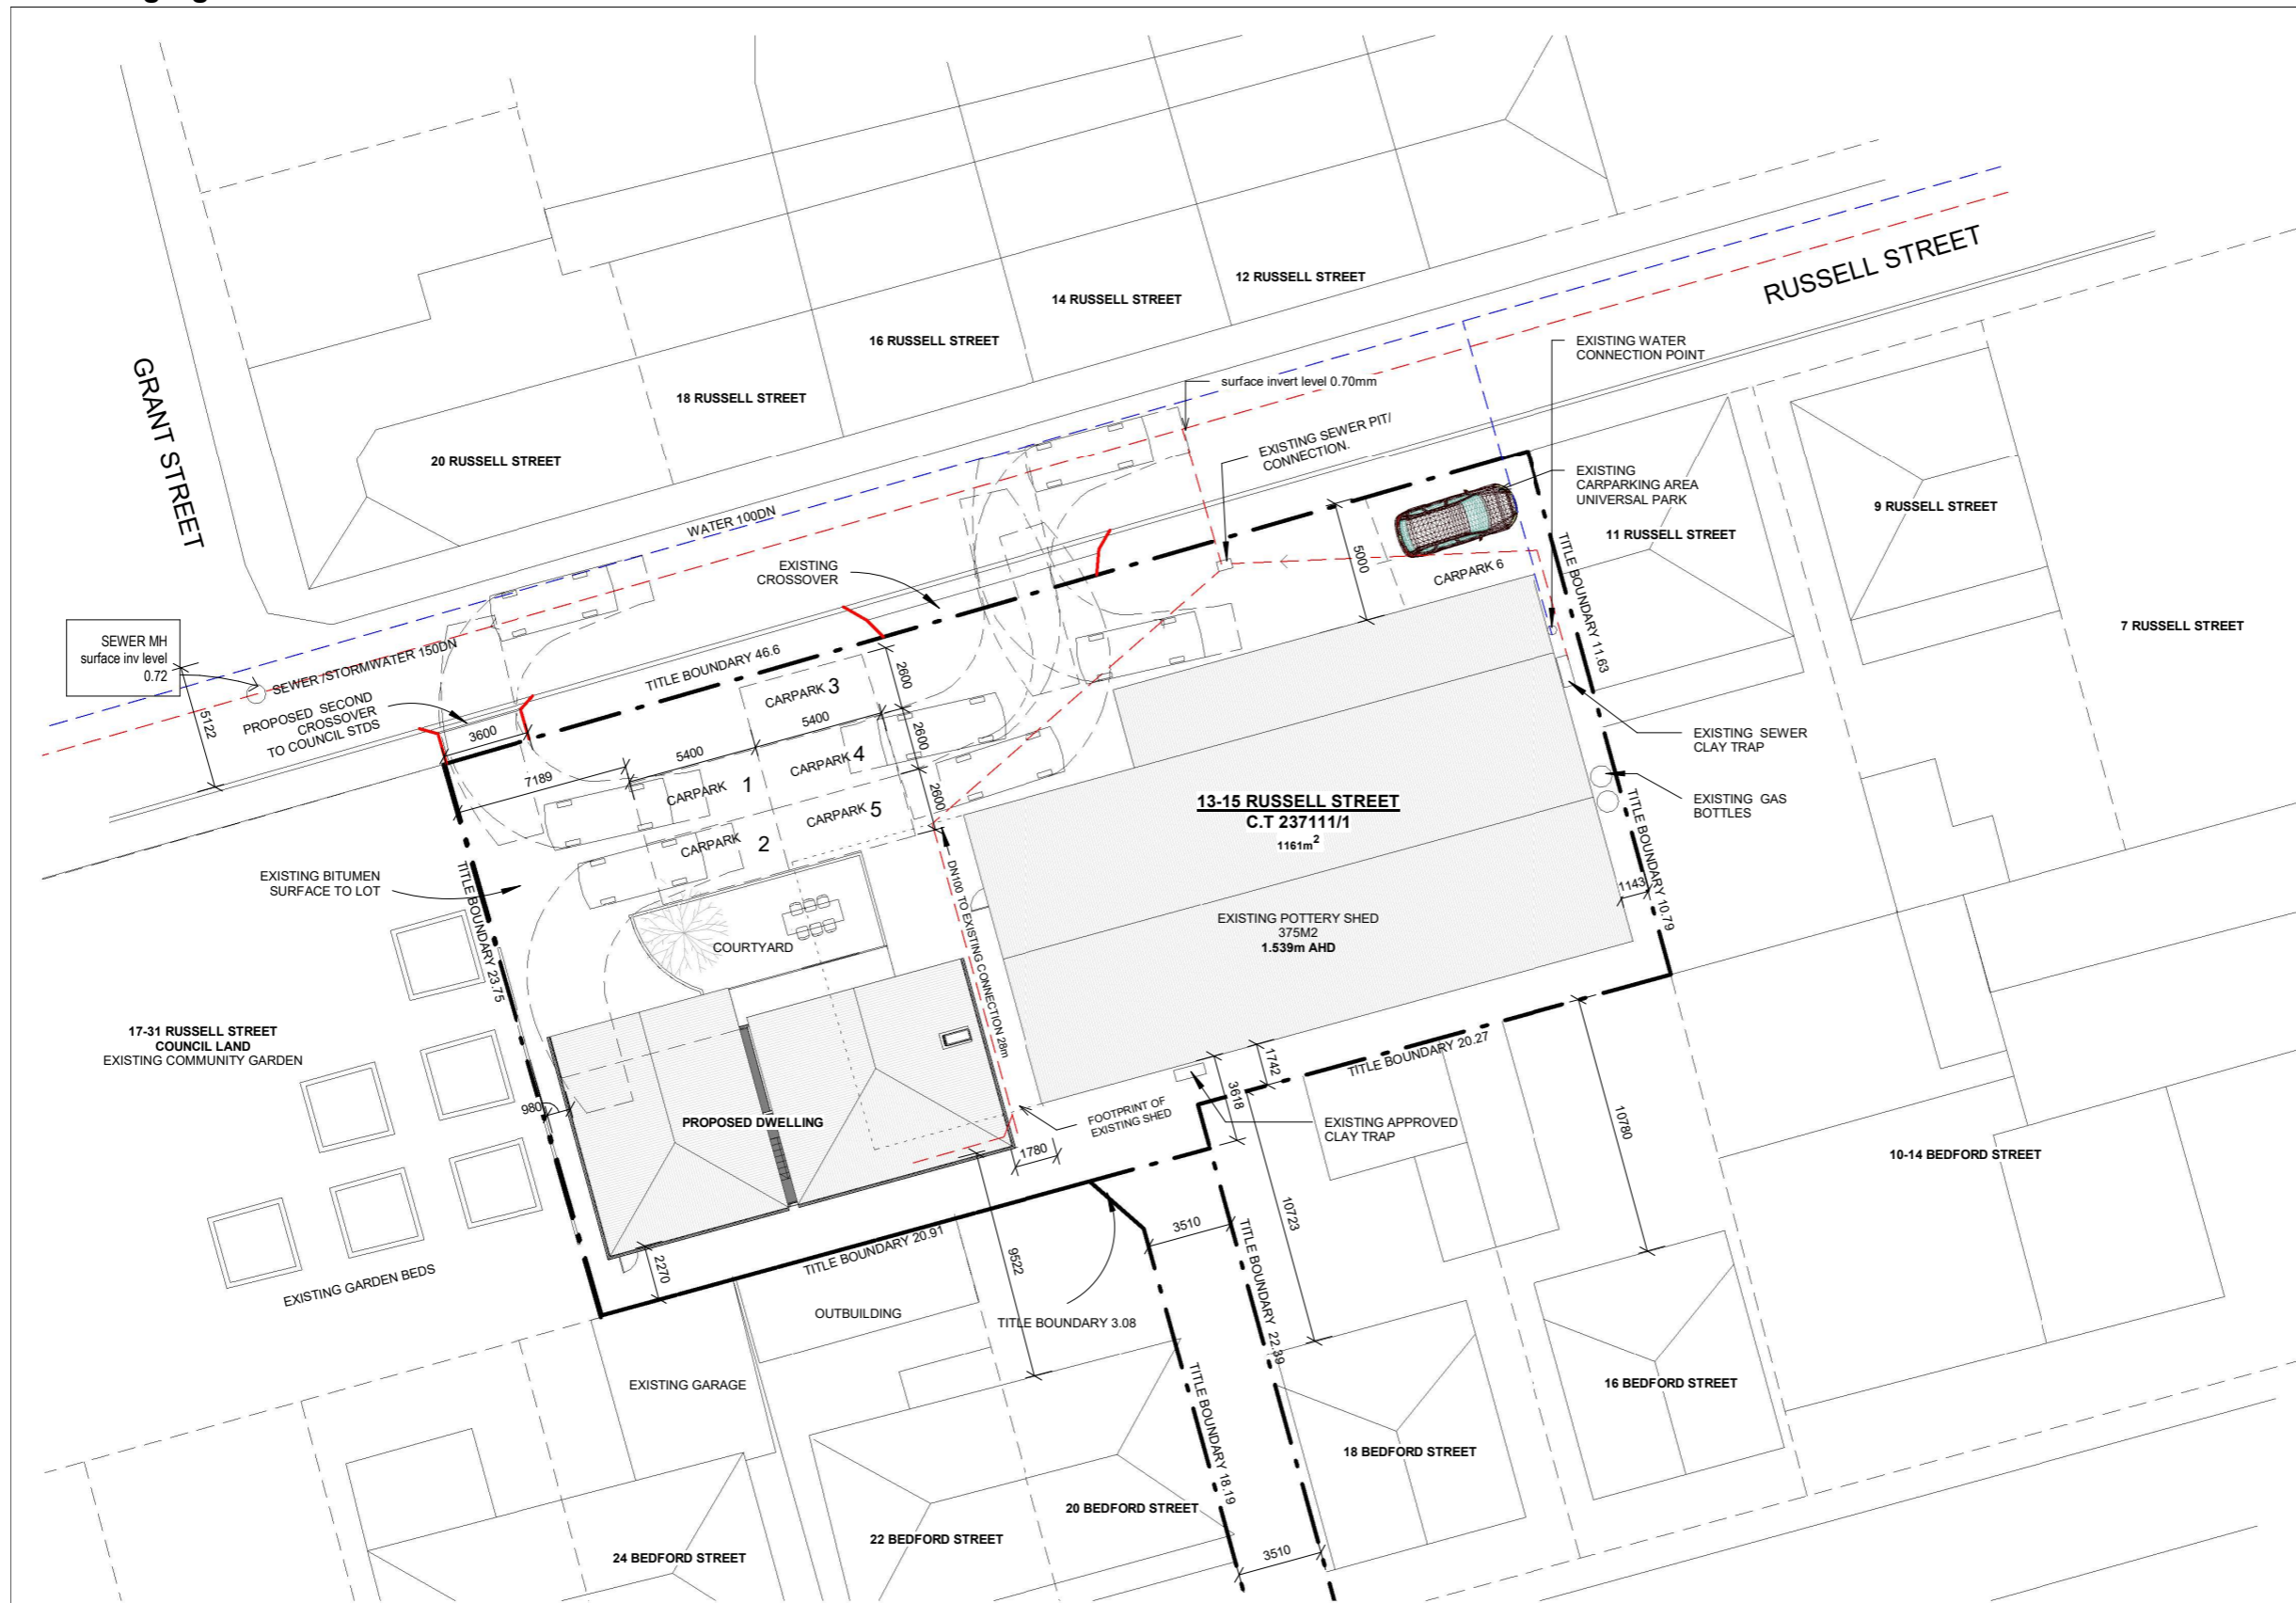 GRANT STREET
RUSSELL STREET
12 RUSSELL STREET
14 RUSSELL STREET
16 RUSSELL STREET
18 RUSSELL STREET
20 RUSSELL STREET
surface invert level 0.70mm
EXISTING WATER
CONNECTION POINT
EXISTING SEWER PIT/
CONNECTION.
EXISTING
CARPARKING AREA
UNIVERSAL PARK
11 RUSSELL STREET
9 RUSSELL STREET
7 RUSSELL STREET
WATER 100DN
EXISTING
CROSSOVER
5000
CARPARK 6
TITLE BOUNDARY 11.63
SEWER MH
surface inv level
0.72
SEWER /STORMWATER 150DN
5122
PROPOSED SECOND
CROSSOVER
TO COUNCIL STDS
3600
TITLE BOUNDARY 46.6
7189
5400
5400
2600
2600
2600
CARPARK 3
CARPARK 4
CARPARK 1
CARPARK 5
CARPARK 2
EXISTING SEWER
CLAY TRAP
EXISTING GAS
BOTTLES
TITLE BOUNDARY 10.79
1143
13-15 RUSSELL STREET
C.T 237111/1
1161m2
EXISTING POTTERY SHED
375M2
1.539m AHD
EXISTING BITUMEN
SURFACE TO LOT
TITLE BOUNDARY 23.75
COURTYARD
DN100 TO EXISTING CONNECTION 28m
17-31 RUSSELL STREET
COUNCIL LAND
EXISTING COMMUNITY GARDEN
980
PROPOSED DWELLING
FOOTPRINT OF
EXISTING SHED
1780
1742
3618
TITLE BOUNDARY 20.27
EXISTING APPROVED
CLAY TRAP
10780
10-14 BEDFORD STREET
10723
3510
TITLE BOUNDARY 22.39
EXISTING GARDEN BEDS
2270
TITLE BOUNDARY 20.91
9522
OUTBUILDING
TITLE BOUNDARY 3.08
EXISTING GARAGE
TITLE BOUNDARY 18.19
16 BEDFORD STREET
18 BEDFORD STREET
20 BEDFORD STREET
22 BEDFORD STREET
24 BEDFORD STREET
3510